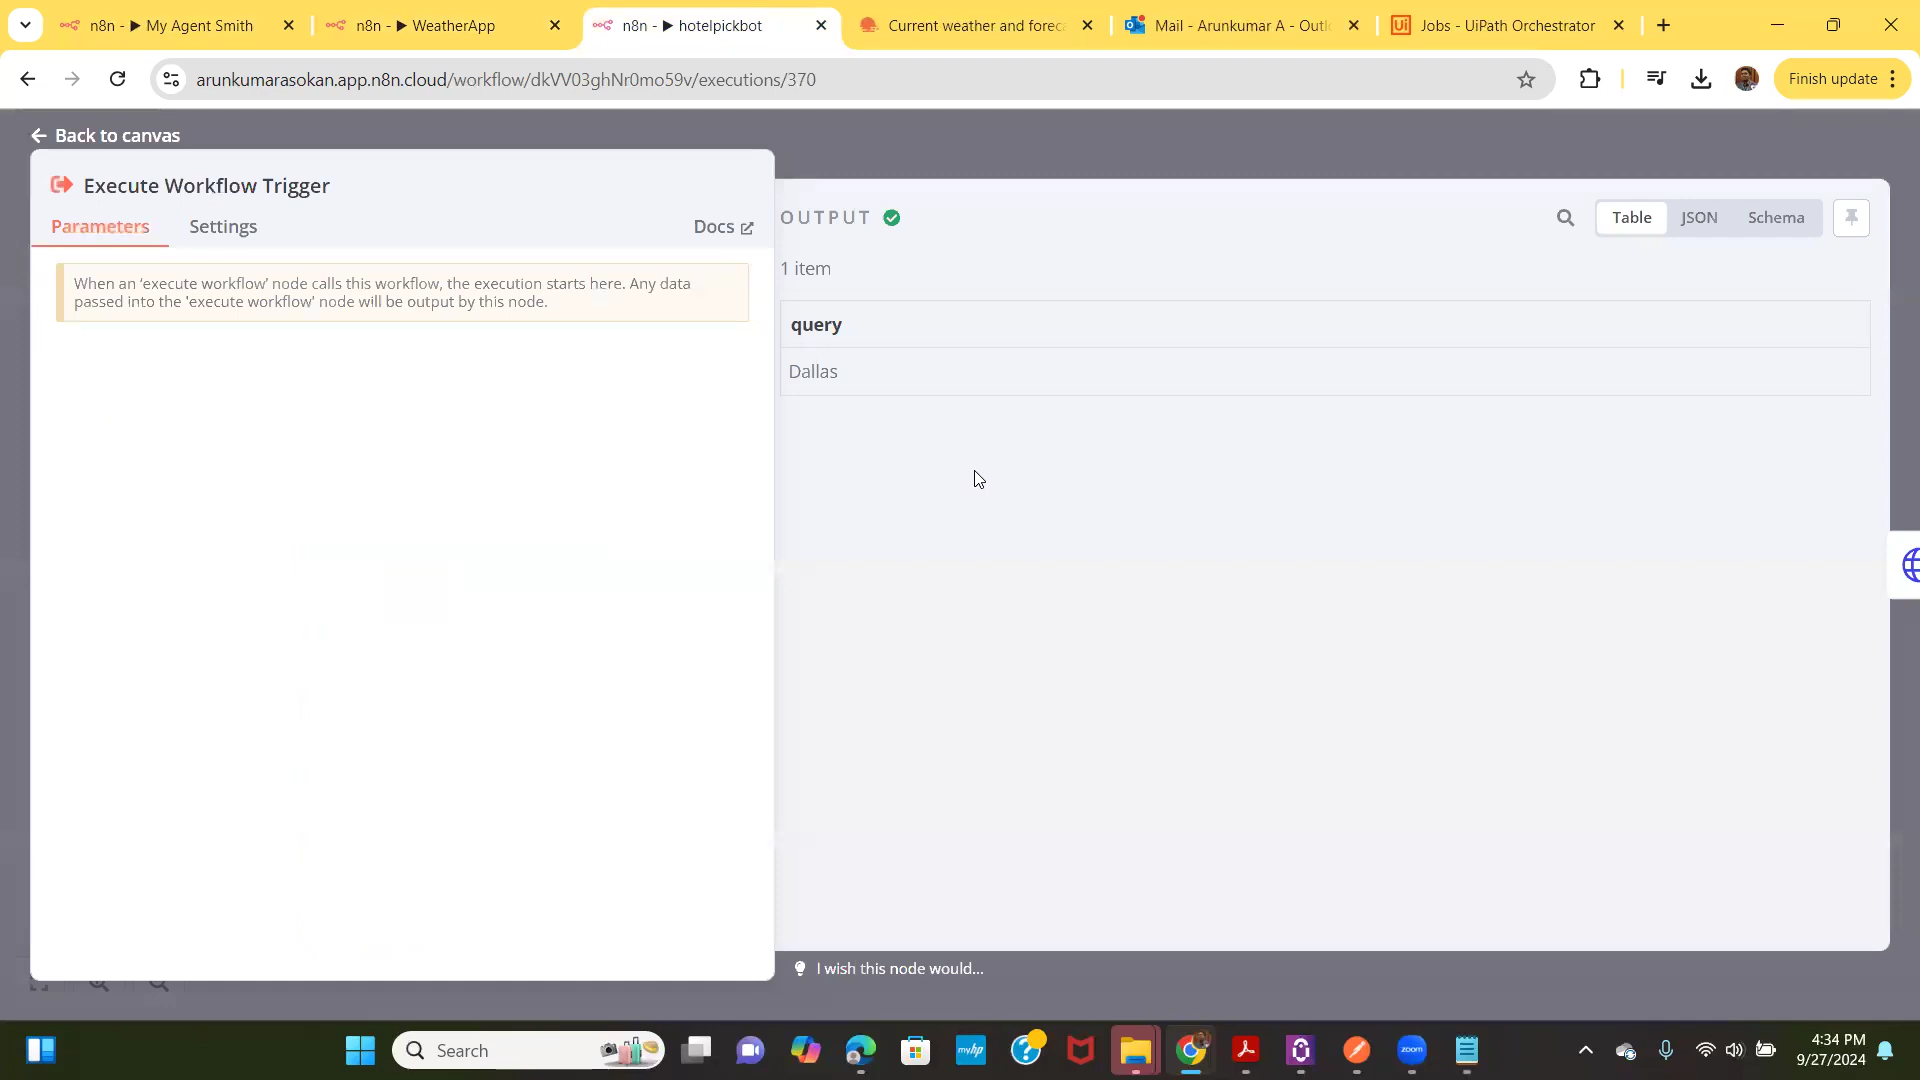 n8n - ▶ My Agent Smith
n8n - ▶ WeatherApp
n8n - ▶ hotelpickbot
Current weather and foreca
Mail - Arunkumar A - Outl
Jobs - UiPath Orchestrator
arunkumarasokan.app.n8n.cloud/workflow/dkVV03ghNr0mo59v/executions/370
Finish update
Back to canvas
Execute Workflow Trigger
Parameters
Settings
Docs
When an ‘execute workflow’ node calls this workflow, the execution starts here. Any data
passed into the 'execute workflow' node will be output by this node.
OUTPUT
Table
JSON
Schema
1 item
query
Dallas
I wish this node would...
Search
myhp
zoom
4:34 PM
9/27/2024